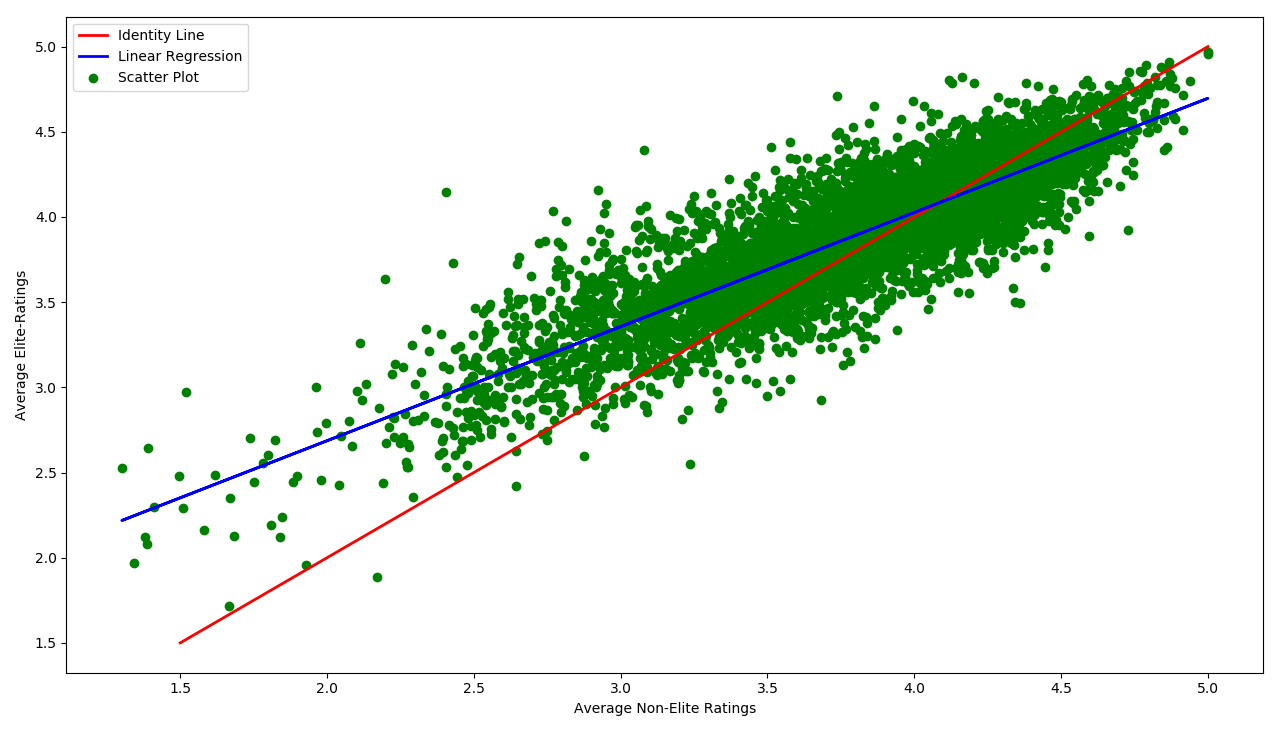 Identity Line
Linear Regression
Scatter Plot
5.0
4.5
4.0
3.5
3.0
2.5
2.0
1.5
Average Elite-Ratings
1.5 2.0 2.5 3.0 3.5 4.0 4.5 5.0
Average Non-Elite Ratings